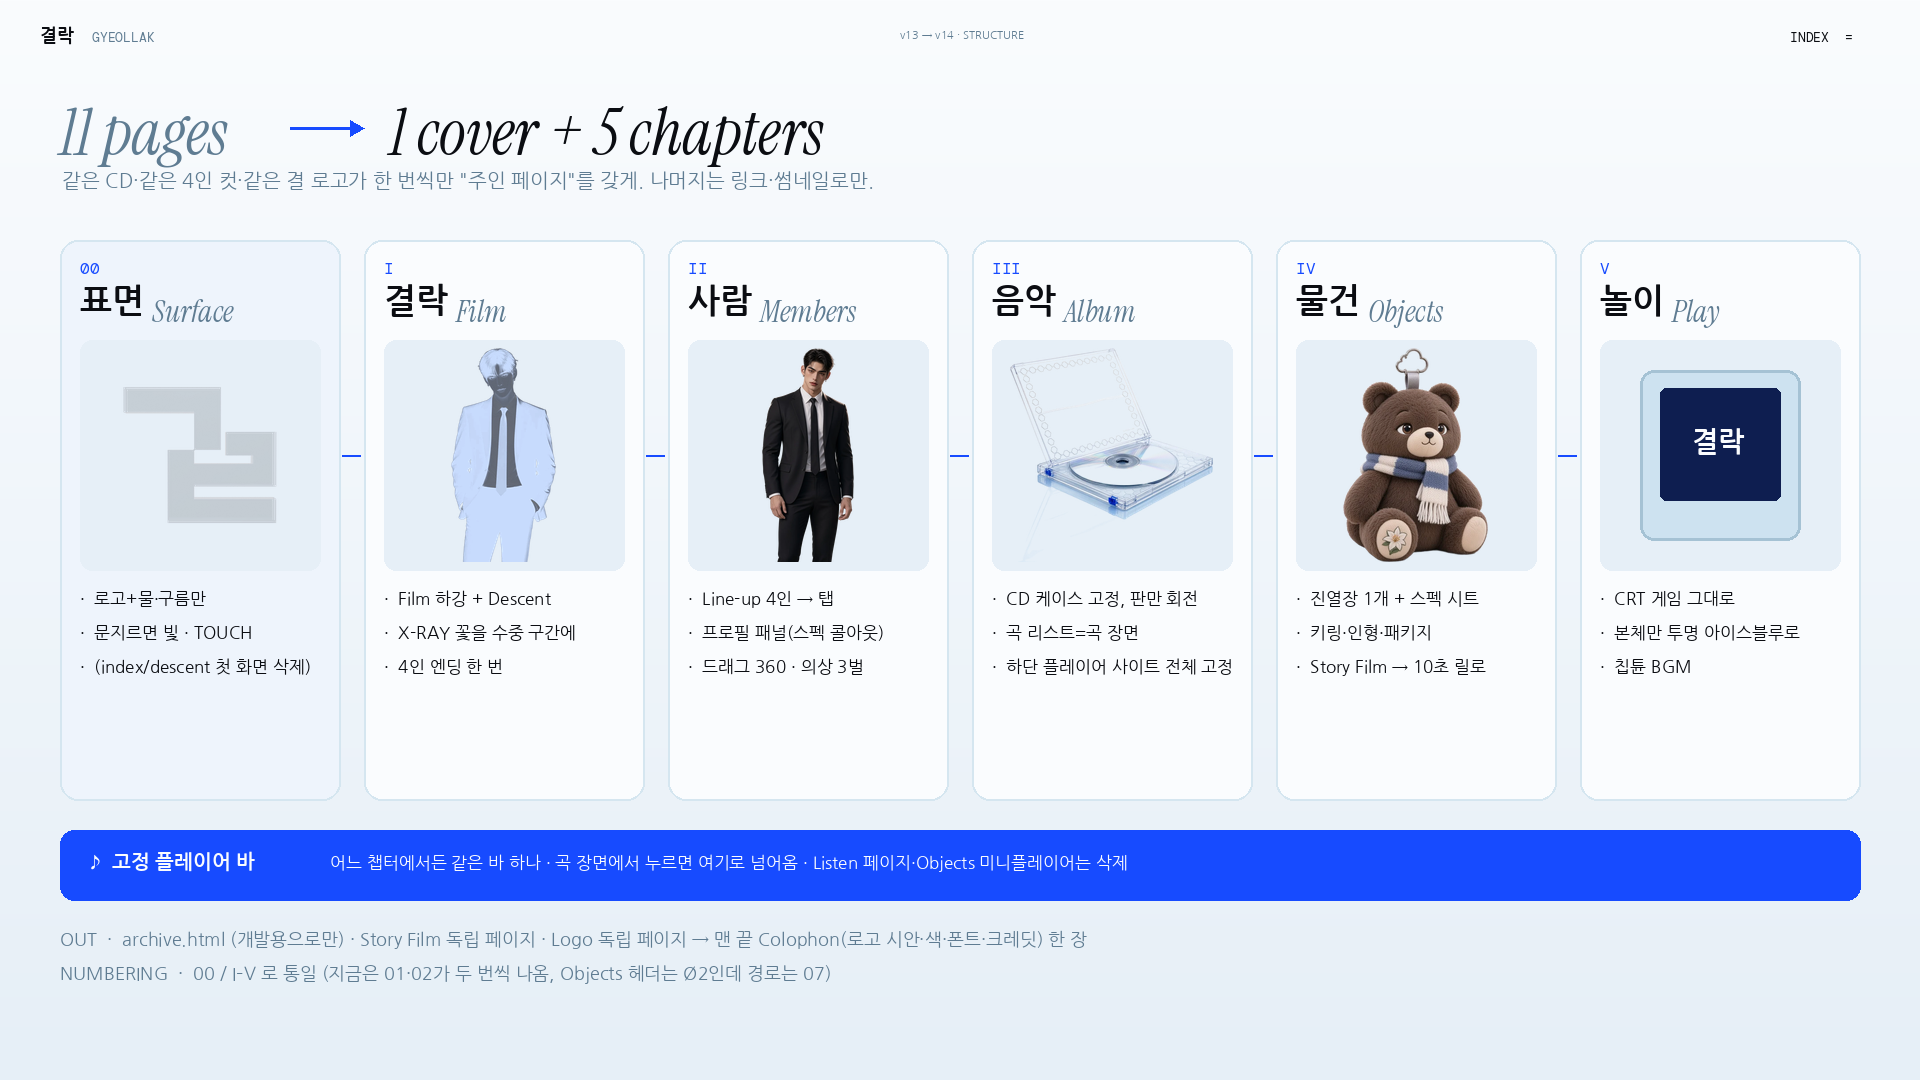 결락 GYEOLLAK
v13 → v14 · STRUCTURE
INDEX =
11 pages → 1 cover + 5 chapters
같은 CD·같은 4인 컷·같은 결 로고가 한 번씩만 "주인 페이지"를 갖게. 나머지는 링크·썸네일로만.
00
표면 Surface
결
· 로고+물·구름만
· 문지르면 빛 · TOUCH
· (index/descent 첫 화면 삭제)
I
결락 Film
· Film 하강 + Descent
· X-RAY 꽃을 수중 구간에
· 4인 엔딩 한 번
II
사람 Members
· Line-up 4인 → 탭
· 프로필 패널(스펙 콜아웃)
· 드래그 360 · 의상 3벌
III
음악 Album
· CD 케이스 고정, 판만 회전
· 곡 리스트=곡 장면
· 하단 플레이어 사이트 전체 고정
IV
물건 Objects
· 진열장 1개 + 스펙 시트
· 키링·인형·패키지
· Story Film → 10초 릴로
V
놀이 Play
결락
· CRT 게임 그대로
· 본체만 투명 아이스블루로
· 칩튠 BGM
♪ 고정 플레이어 바
어느 챕터에서든 같은 바 하나 · 곡 장면에서 누르면 여기로 넘어옴 · Listen 페이지·Objects 미니플레이어는 삭제
OUT · archive.html (개발용으로만) · Story Film 독립 페이지 · Logo 독립 페이지 → 맨 끝 Colophon(로고 시안·색·폰트·크레딧) 한 장
NUMBERING · 00 / I–V 로 통일 (지금은 01·02가 두 번씩 나옴, Objects 헤더는 Ø2인데 경로는 07)